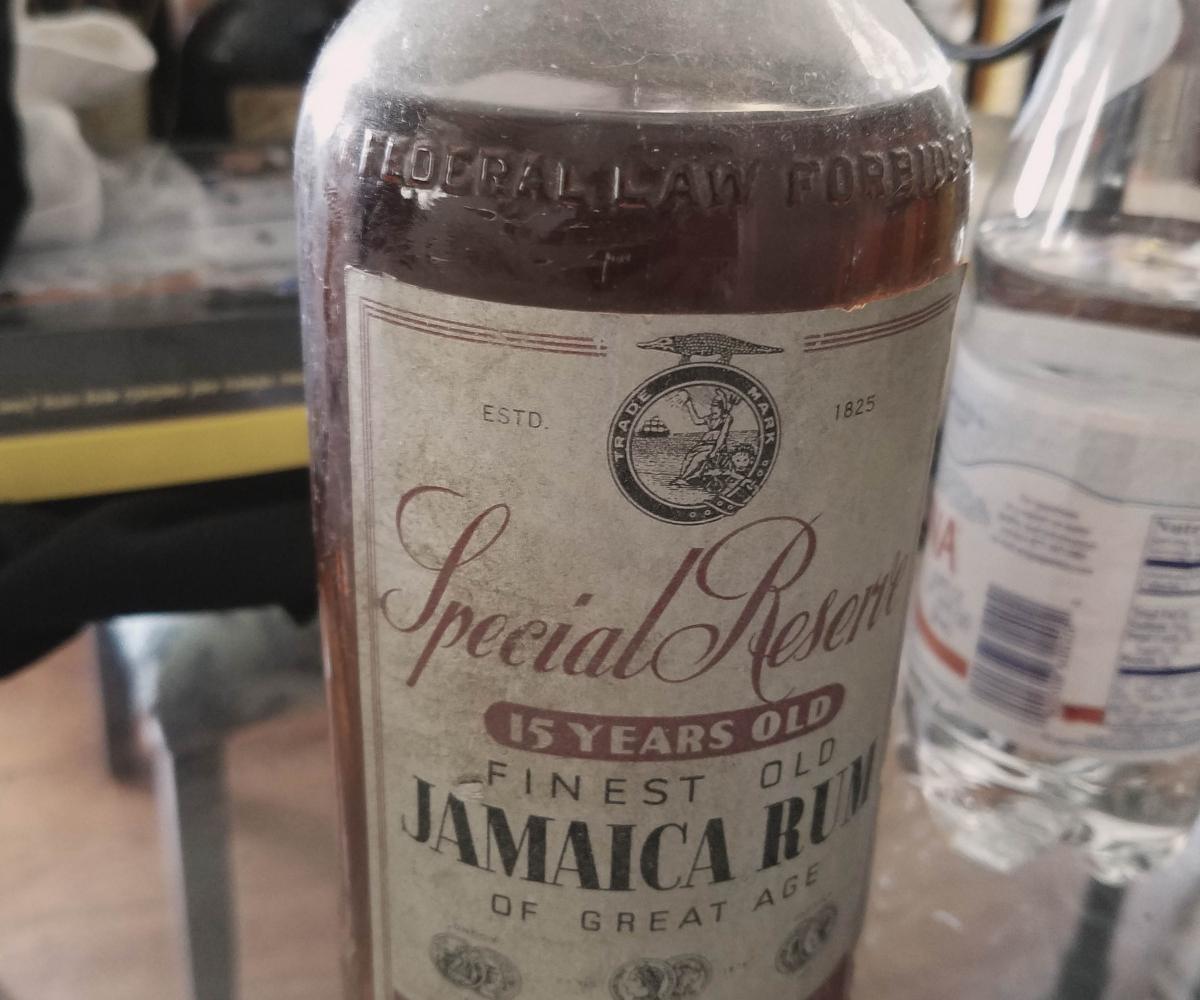 FEDERAL LAW FORBIDS
ESTD.
TRADE MARK
1825
Special Reserve
15 YEARS OLD
FINEST OLD
JAMAICA RUM
OF GREAT AGE
NA